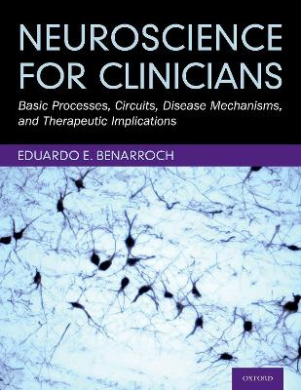 NEUROSCIENCE
FOR CLINICIANS
Basic Processes, Circuits, Disease Mechanisms,
and Therapeutic Implications
EDUARDO E. BENARROCH
OXFORD